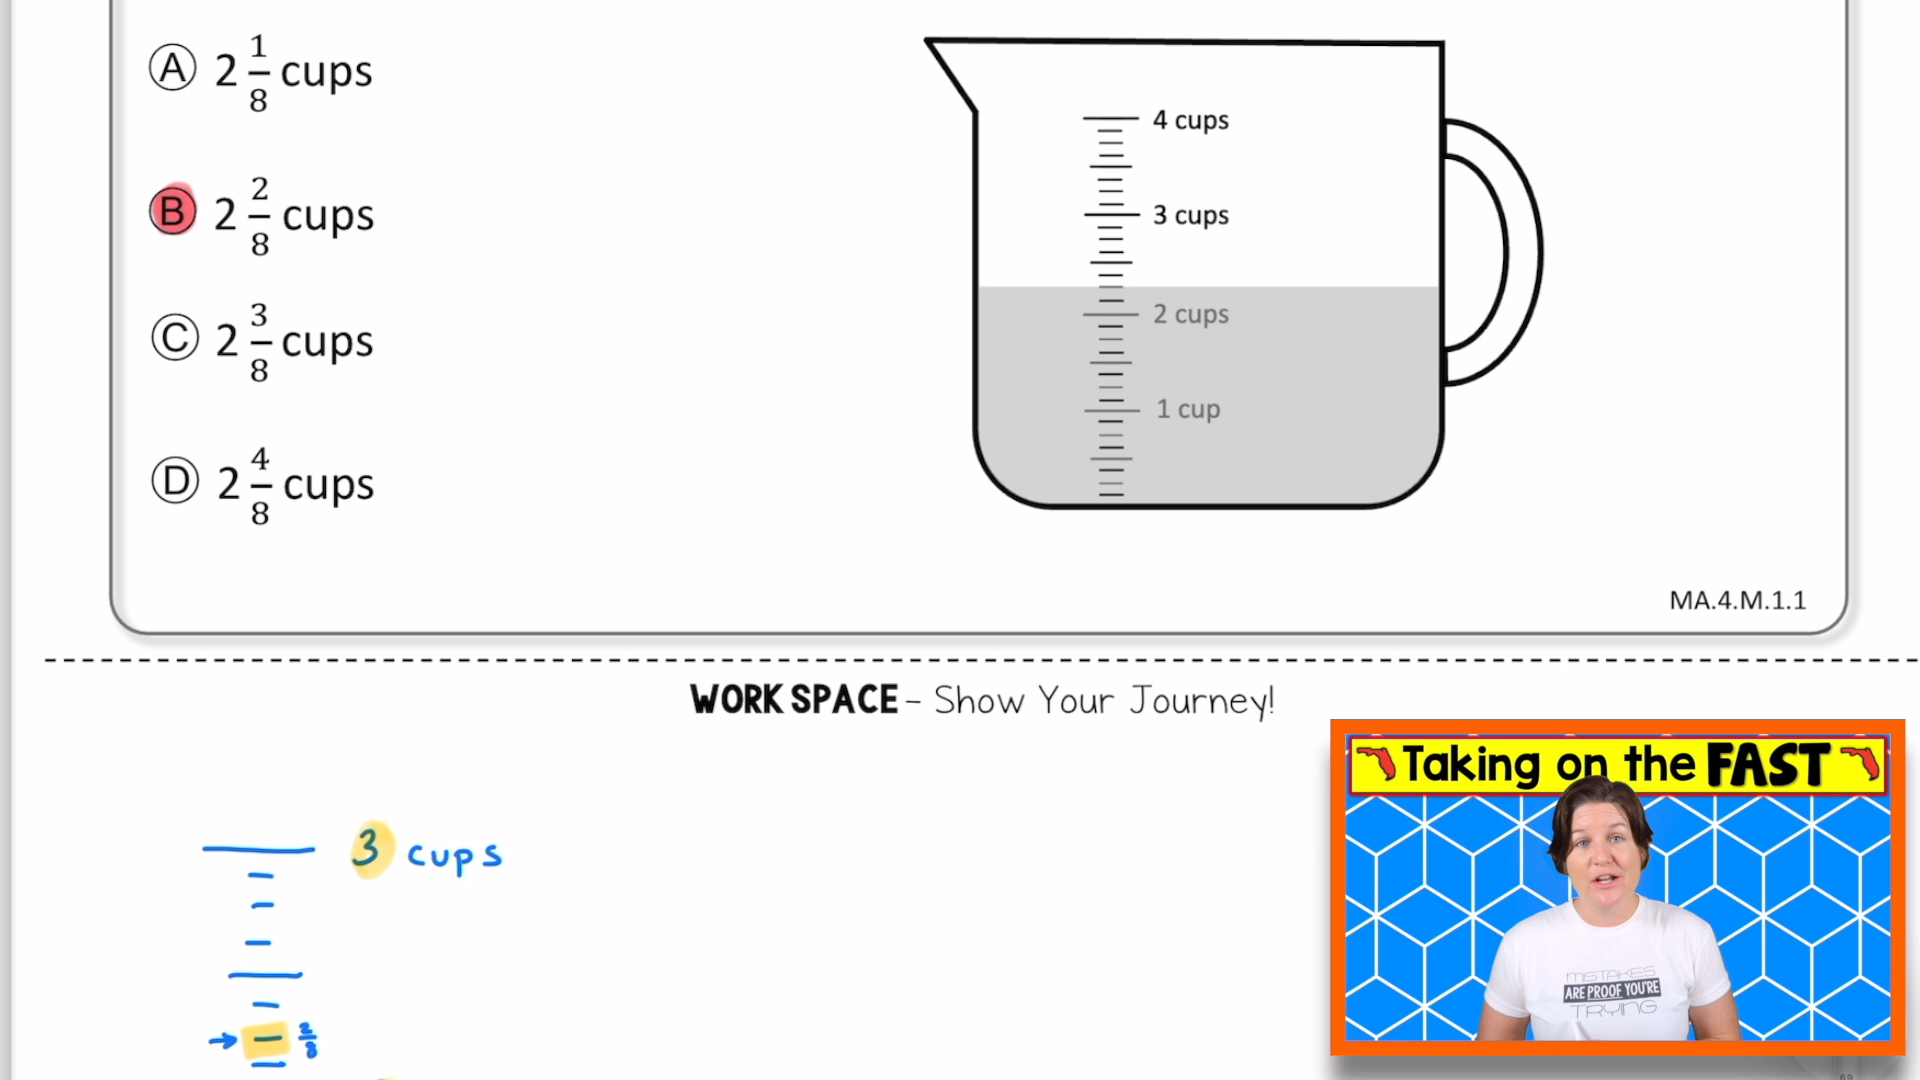 A 2 1/8 cups
B 2 2/8 cups
C 2 3/8 cups
D 2 4/8 cups
4 cups
3 cups
2 cups
1 cup
MA.4.M.1.1
WORK SPACE - Show Your Journey!
3 cups
→ 2/8
Taking on the FAST
MISTAKES
ARE PROOF YOU'RE
TRYING